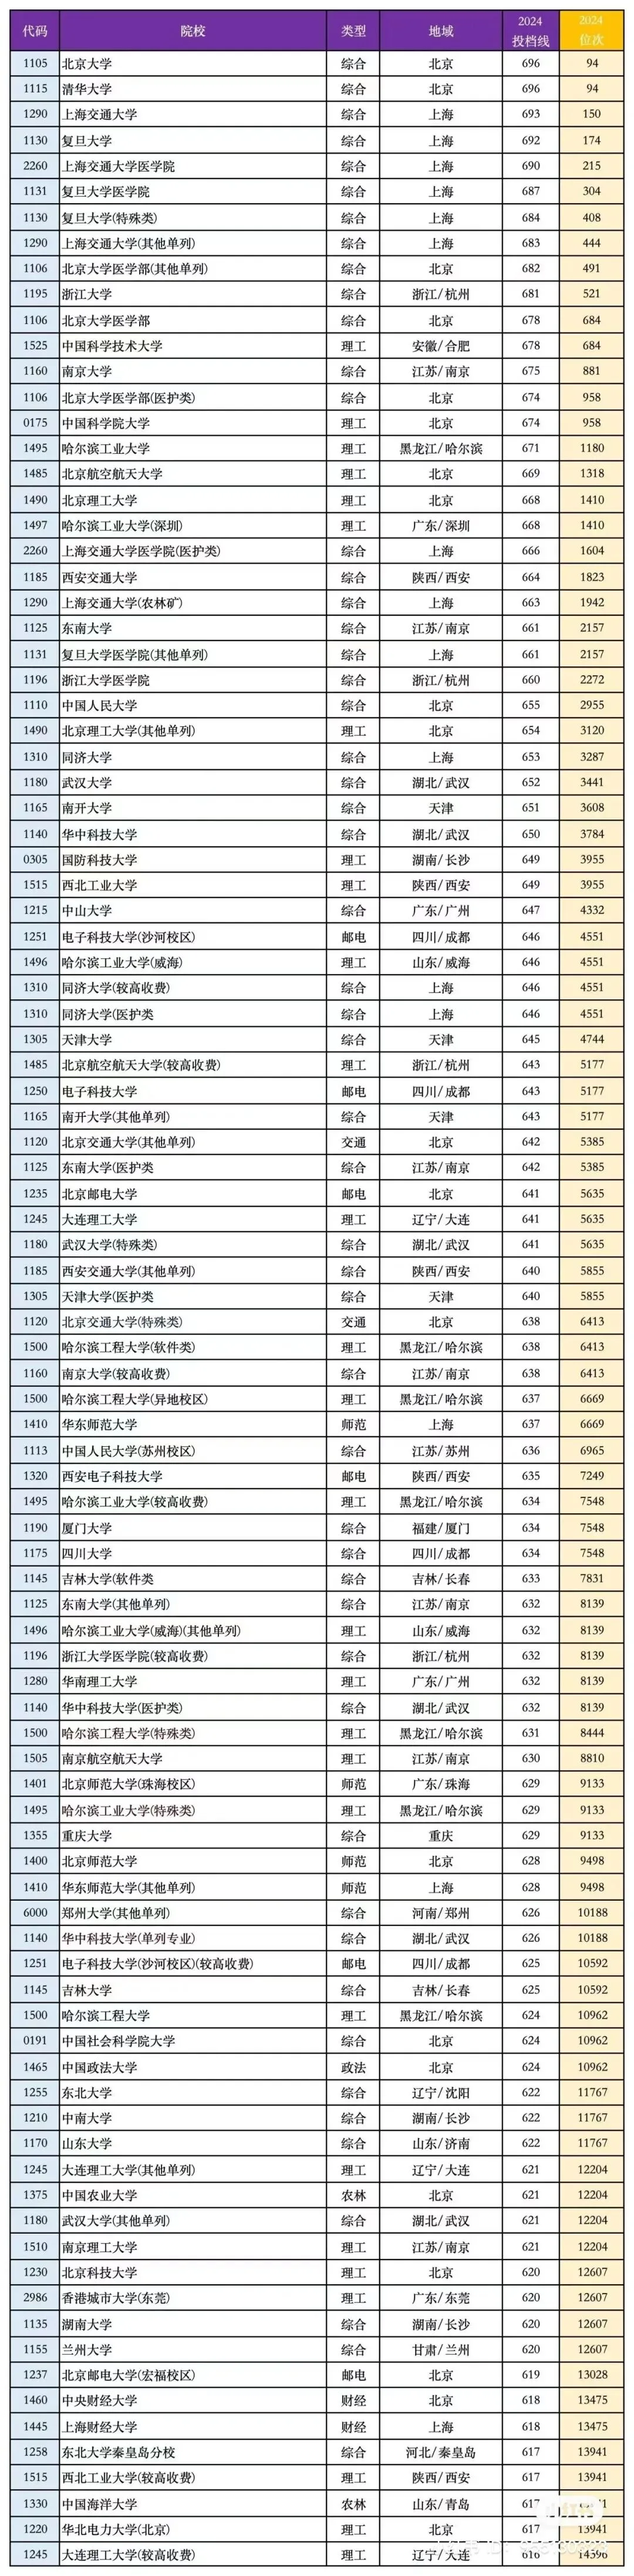 代码 院校 类型 地域 2024投档线 2024位次
1105 北京大学 综合 北京 696 94
1115 清华大学 综合 北京 696 94
1290 上海交通大学 综合 上海 693 150
1130 复旦大学 综合 上海 692 174
2260 上海交通大学医学院 综合 上海 690 215
1131 复旦大学医学院 综合 上海 687 304
1130 复旦大学(特殊类) 综合 上海 684 408
1290 上海交通大学(其他单列) 综合 上海 683 444
1106 北京大学医学部(其他单列) 综合 北京 682 491
1195 浙江大学 综合 浙江/杭州 681 521
1106 北京大学医学部 综合 北京 678 684
1525 中国科学技术大学 理工 安徽/合肥 678 684
1160 南京大学 综合 江苏/南京 675 881
1106 北京大学医学部(医护类) 综合 北京 674 958
0175 中国科学院大学 理工 北京 674 958
1495 哈尔滨工业大学 理工 黑龙江/哈尔滨 671 1180
1485 北京航空航天大学 理工 北京 669 1318
1490 北京理工大学 理工 北京 668 1410
1497 哈尔滨工业大学(深圳) 理工 广东/深圳 668 1410
2260 上海交通大学医学院(医护类) 综合 上海 666 1604
1185 西安交通大学 综合 陕西/西安 664 1823
1290 上海交通大学(农林矿) 综合 上海 663 1942
1125 东南大学 综合 江苏/南京 661 2157
1131 复旦大学医学院(其他单列) 综合 上海 661 2157
1196 浙江大学医学院 综合 浙江/杭州 660 2272
1110 中国人民大学 综合 北京 655 2955
1490 北京理工大学(其他单列) 理工 北京 654 3120
1310 同济大学 综合 上海 653 3287
1180 武汉大学 综合 湖北/武汉 652 3441
1165 南开大学 综合 天津 651 3608
1140 华中科技大学 综合 湖北/武汉 650 3784
0305 国防科技大学 理工 湖南/长沙 649 3955
1515 西北工业大学 理工 陕西/西安 649 3955
1215 中山大学 综合 广东/广州 647 4332
1251 电子科技大学(沙河校区) 邮电 四川/成都 646 4551
1496 哈尔滨工业大学(威海) 理工 山东/威海 646 4551
1310 同济大学(较高收费) 综合 上海 646 4551
1310 同济大学(医护类 综合 上海 646 4551
1305 天津大学 综合 天津 645 4744
1485 北京航空航天大学(较高收费) 理工 浙江/杭州 643 5177
1250 电子科技大学 邮电 四川/成都 643 5177
1165 南开大学(其他单列) 综合 天津 643 5177
1120 北京交通大学(其他单列) 交通 北京 642 5385
1125 东南大学(医护类 综合 江苏/南京 642 5385
1235 北京邮电大学 邮电 北京 641 5635
1245 大连理工大学 理工 辽宁/大连 641 5635
1180 武汉大学(特殊类) 综合 湖北/武汉 641 5635
1185 西安交通大学(其他单列) 综合 陕西/西安 640 5855
1305 天津大学(医护类 综合 天津 640 5855
1120 北京交通大学(特殊类) 交通 北京 638 6413
1500 哈尔滨工程大学(软件类) 理工 黑龙江/哈尔滨 638 6413
1160 南京大学(较高收费) 综合 江苏/南京 638 6413
1500 哈尔滨工程大学(异地校区) 理工 黑龙江/哈尔滨 637 6669
1410 华东师范大学 师范 上海 637 6669
1113 中国人民大学(苏州校区) 综合 江苏/苏州 636 6965
1320 西安电子科技大学 邮电 陕西/西安 635 7249
1495 哈尔滨工业大学(较高收费) 理工 黑龙江/哈尔滨 634 7548
1190 厦门大学 综合 福建/厦门 634 7548
1175 四川大学 综合 四川/成都 634 7548
1145 吉林大学(软件类 综合 吉林/长春 633 7831
1125 东南大学(其他单列) 综合 江苏/南京 632 8139
1496 哈尔滨工业大学(威海)(其他单列) 理工 山东/威海 632 8139
1196 浙江大学医学院(较高收费) 综合 浙江/杭州 632 8139
1280 华南理工大学 理工 广东/广州 632 8139
1140 华中科技大学(医护类) 综合 湖北/武汉 632 8139
1500 哈尔滨工程大学(特殊类) 理工 黑龙江/哈尔滨 631 8444
1505 南京航空航天大学 理工 江苏/南京 630 8810
1401 北京师范大学(珠海校区) 师范 广东/珠海 629 9133
1495 哈尔滨工业大学(特殊类) 理工 黑龙江/哈尔滨 629 9133
1355 重庆大学 综合 重庆 629 9133
1400 北京师范大学 师范 北京 628 9498
1410 华东师范大学(其他单列) 师范 上海 628 9498
6000 郑州大学(其他单列) 综合 河南/郑州 626 10188
1140 华中科技大学(单列专业) 综合 湖北/武汉 626 10188
1251 电子科技大学(沙河校区)(较高收费) 邮电 四川/成都 625 10592
1145 吉林大学 综合 吉林/长春 625 10592
1500 哈尔滨工程大学 理工 黑龙江/哈尔滨 624 10962
0191 中国社会科学院大学 综合 北京 624 10962
1465 中国政法大学 政法 北京 624 10962
1255 东北大学 综合 辽宁/沈阳 622 11767
1210 中南大学 综合 湖南/长沙 622 11767
1170 山东大学 综合 山东/济南 622 11767
1245 大连理工大学(其他单列) 理工 辽宁/大连 621 12204
1375 中国农业大学 农林 北京 621 12204
1180 武汉大学(其他单列) 综合 湖北/武汉 621 12204
1510 南京理工大学 理工 江苏/南京 621 12204
1230 北京科技大学 理工 北京 620 12607
2986 香港城市大学(东莞) 理工 广东/东莞 620 12607
1135 湖南大学 综合 湖南/长沙 620 12607
1155 兰州大学 综合 甘肃/兰州 620 12607
1237 北京邮电大学(宏福校区) 邮电 北京 619 13028
1460 中央财经大学 财经 北京 618 13475
1445 上海财经大学 财经 上海 618 13475
1258 东北大学秦皇岛分校 综合 河北/秦皇岛 617 13941
1515 西北工业大学(较高收费) 理工 陕西/西安 617 13941
1330 中国海洋大学 农林 山东/青岛 617
1220 华北电力大学(北京) 理工 北京 617 13941
1245 大连理工大学(较高收费) 理工 辽宁/大连 616 14396